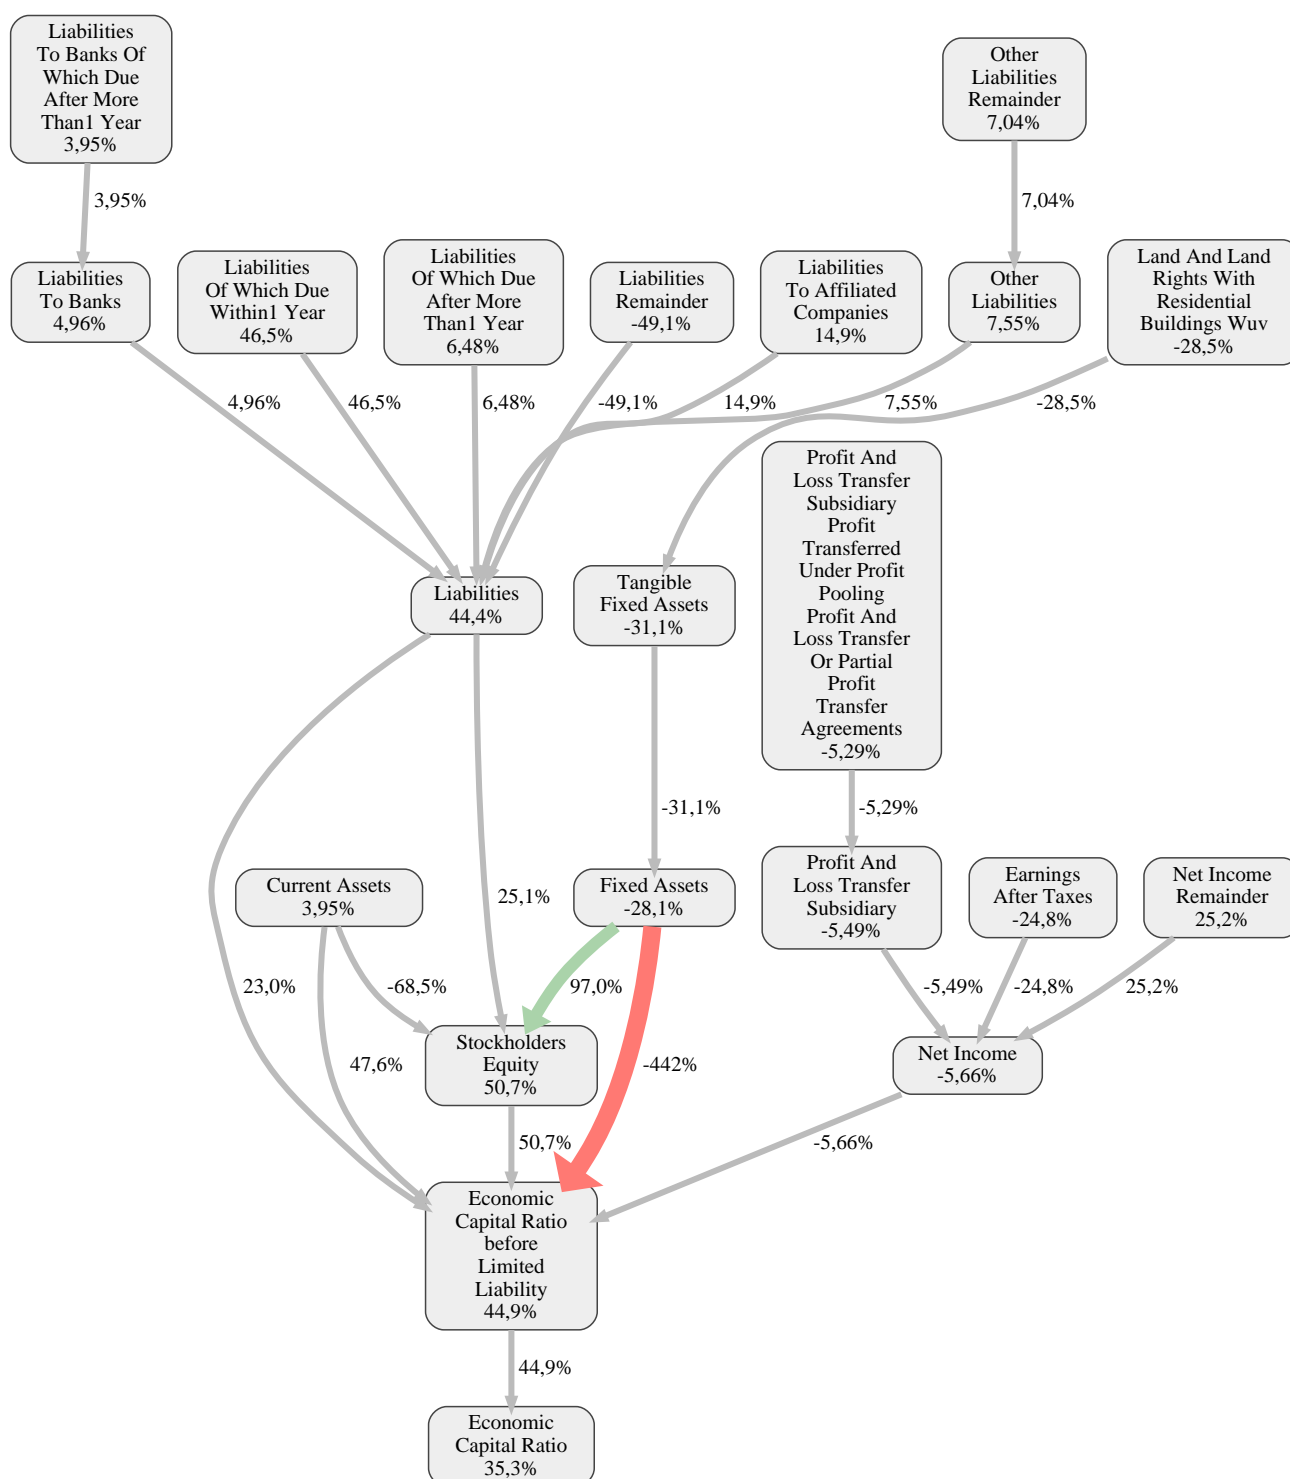 Liabilities
To Banks Of
Which Due
After More
Than1 Year
3,95%
Other
Liabilities
Remainder
7,04%
3,95%
7,04%
Liabilities
To Banks
4,96%
Liabilities
Of Which Due
Within1 Year
46,5%
Liabilities
Of Which Due
After More
Than1 Year
6,48%
Liabilities
Remainder
-49,1%
Liabilities
To Affiliated
Companies
14,9%
Other
Liabilities
7,55%
Land And Land
Rights With
Residential
Buildings Wuv
-28,5%
4,96%
46,5%
6,48%
-49,1%
14,9%
7,55%
-28,5%
Profit And
Loss Transfer
Subsidiary
Profit
Transferred
Under Profit
Pooling
Profit And
Loss Transfer
Or Partial
Profit
Transfer
Agreements
-5,29%
Liabilities
44,4%
Tangible
Fixed Assets
-31,1%
-31,1%
-5,29%
Current Assets
3,95%
25,1%
Fixed Assets
-28,1%
Profit And
Loss Transfer
Subsidiary
-5,49%
Earnings
After Taxes
-24,8%
Net Income
Remainder
25,2%
23,0%
-68,5%
97,0%
-5,49%
-24,8%
25,2%
47,6%
Stockholders
Equity
50,7%
-442%
Net Income
-5,66%
50,7%
-5,66%
Economic
Capital Ratio
before
Limited
Liability
44,9%
44,9%
Economic
Capital Ratio
35,3%